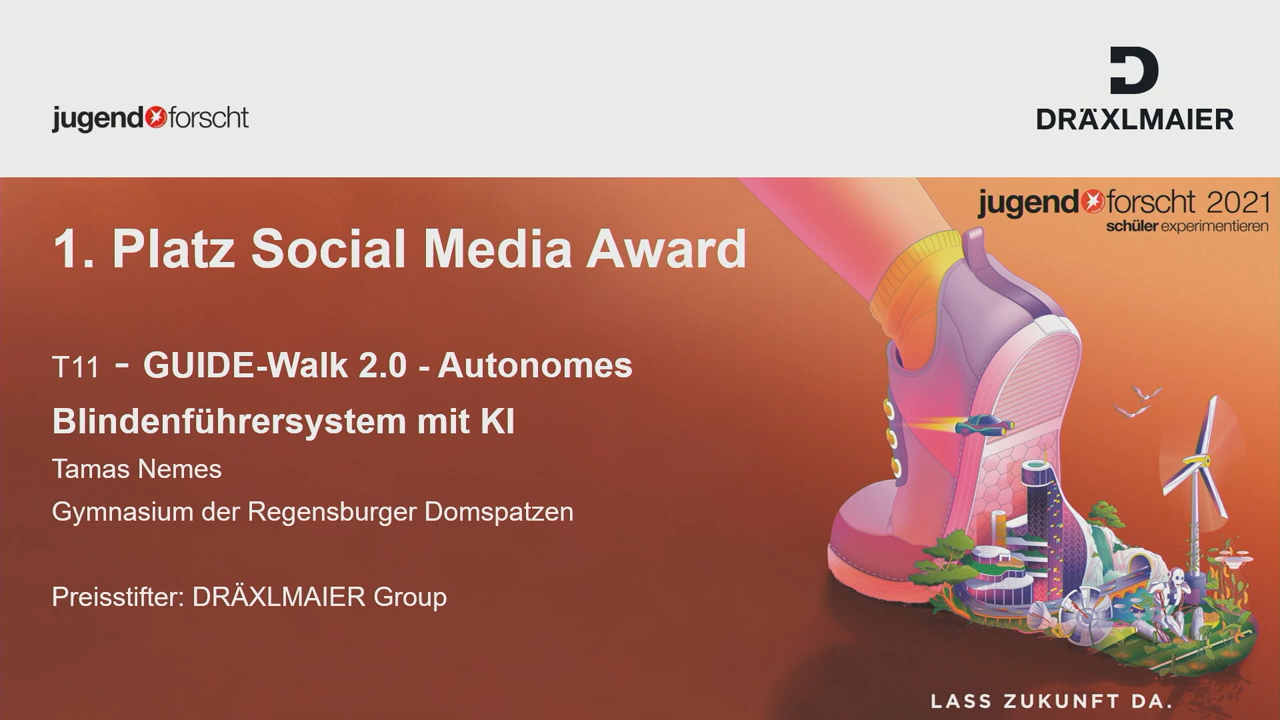 jugend forscht
DRÄXLMAIER
jugend forscht 2021
schüler experimentieren
1. Platz Social Media Award
T11 - GUIDE-Walk 2.0 - Autonomes
Blindenführersystem mit KI
Tamas Nemes
Gymnasium der Regensburger Domspatzen
Preisstifter: DRÄXLMAIER Group
LASS ZUKUNFT DA.